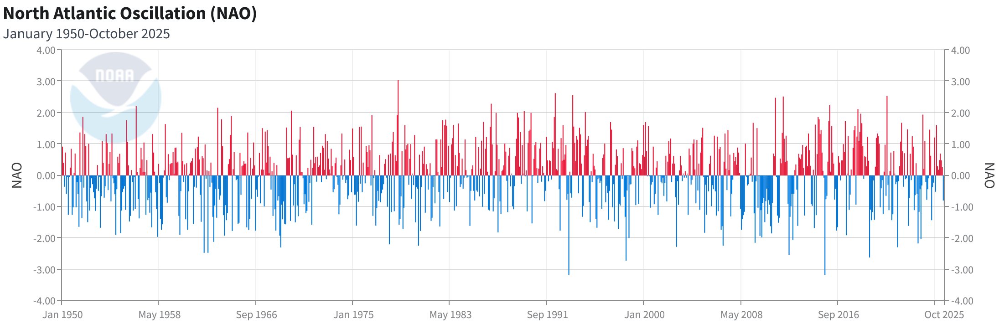 North Atlantic Oscillation (NAO)
January 1950-October 2025
NOAA
4.00 4.00
3.00 3.00
2.00 2.00
1.00 1.00
0.00 0.00
-1.00 -1.00
-2.00 -2.00
-3.00 -3.00
-4.00 -4.00
NAO
NAO
Jan 1950 May 1958 Sep 1966 Jan 1975 May 1983 Sep 1991 Jan 2000 May 2008 Sep 2016 Oct 2025